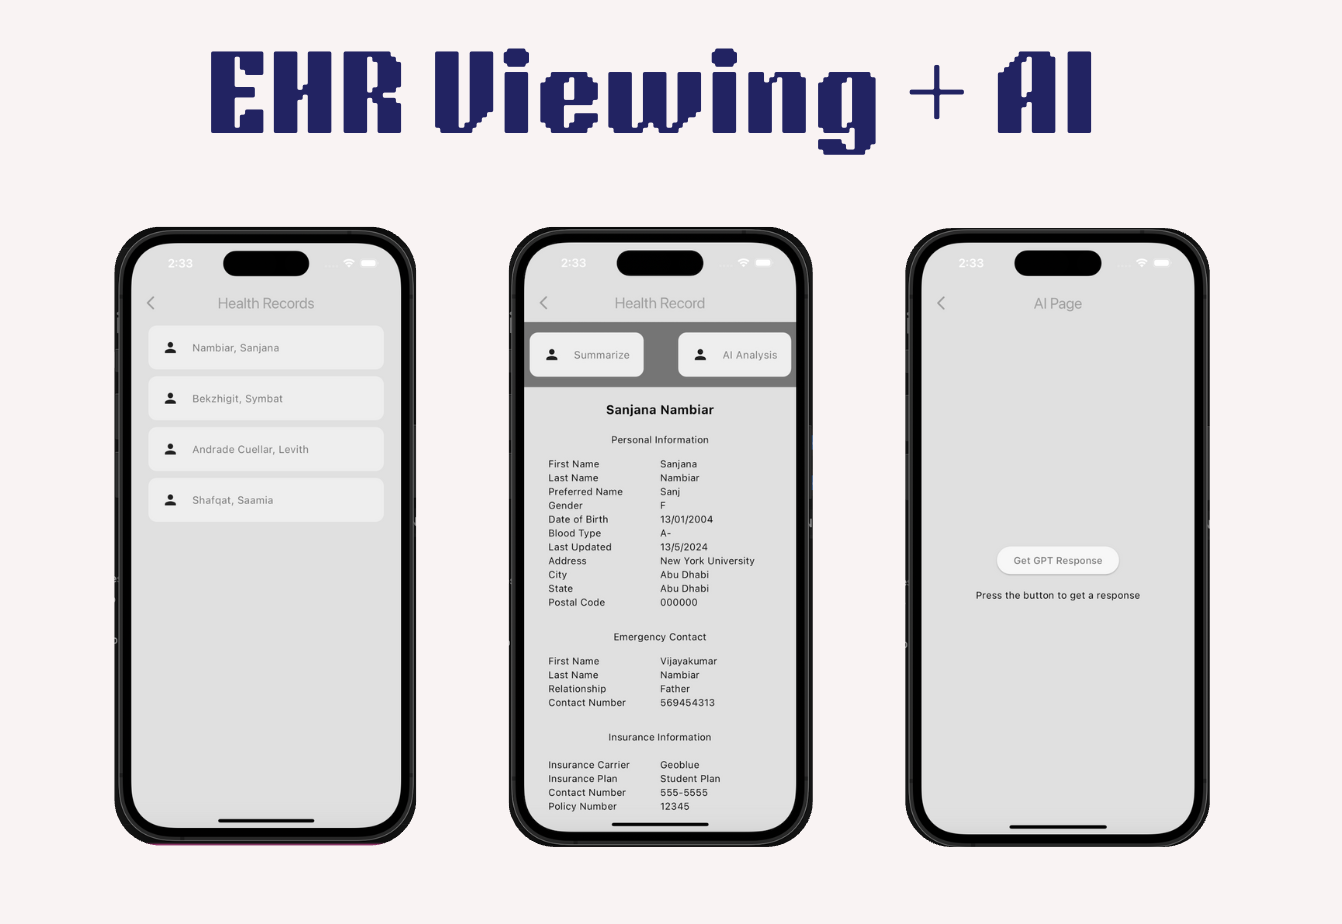 EHR Viewing + AI
2:33
Health Records
Nambiar, Sanjana
Bekzhigit, Symbat
Andrade Cuellar, Levith
Shafqat, Saamia
2:33
Health Record
Summarize AI Analysis
Sanjana Nambiar
Personal Information
First Name Sanjana
Last Name Nambiar
Preferred Name Sanj
Gender F
Date of Birth 13/01/2004
Blood Type A-
Last Updated 13/5/2024
Address New York University
City Abu Dhabi
State Abu Dhabi
Postal Code 000000
Emergency Contact
First Name Vijayakumar
Last Name Nambiar
Relationship Father
Contact Number 569454313
Insurance Information
Insurance Carrier Geoblue
Insurance Plan Student Plan
Contact Number 555-5555
Policy Number 12345
2:33
AI Page
Get GPT Response
Press the button to get a response